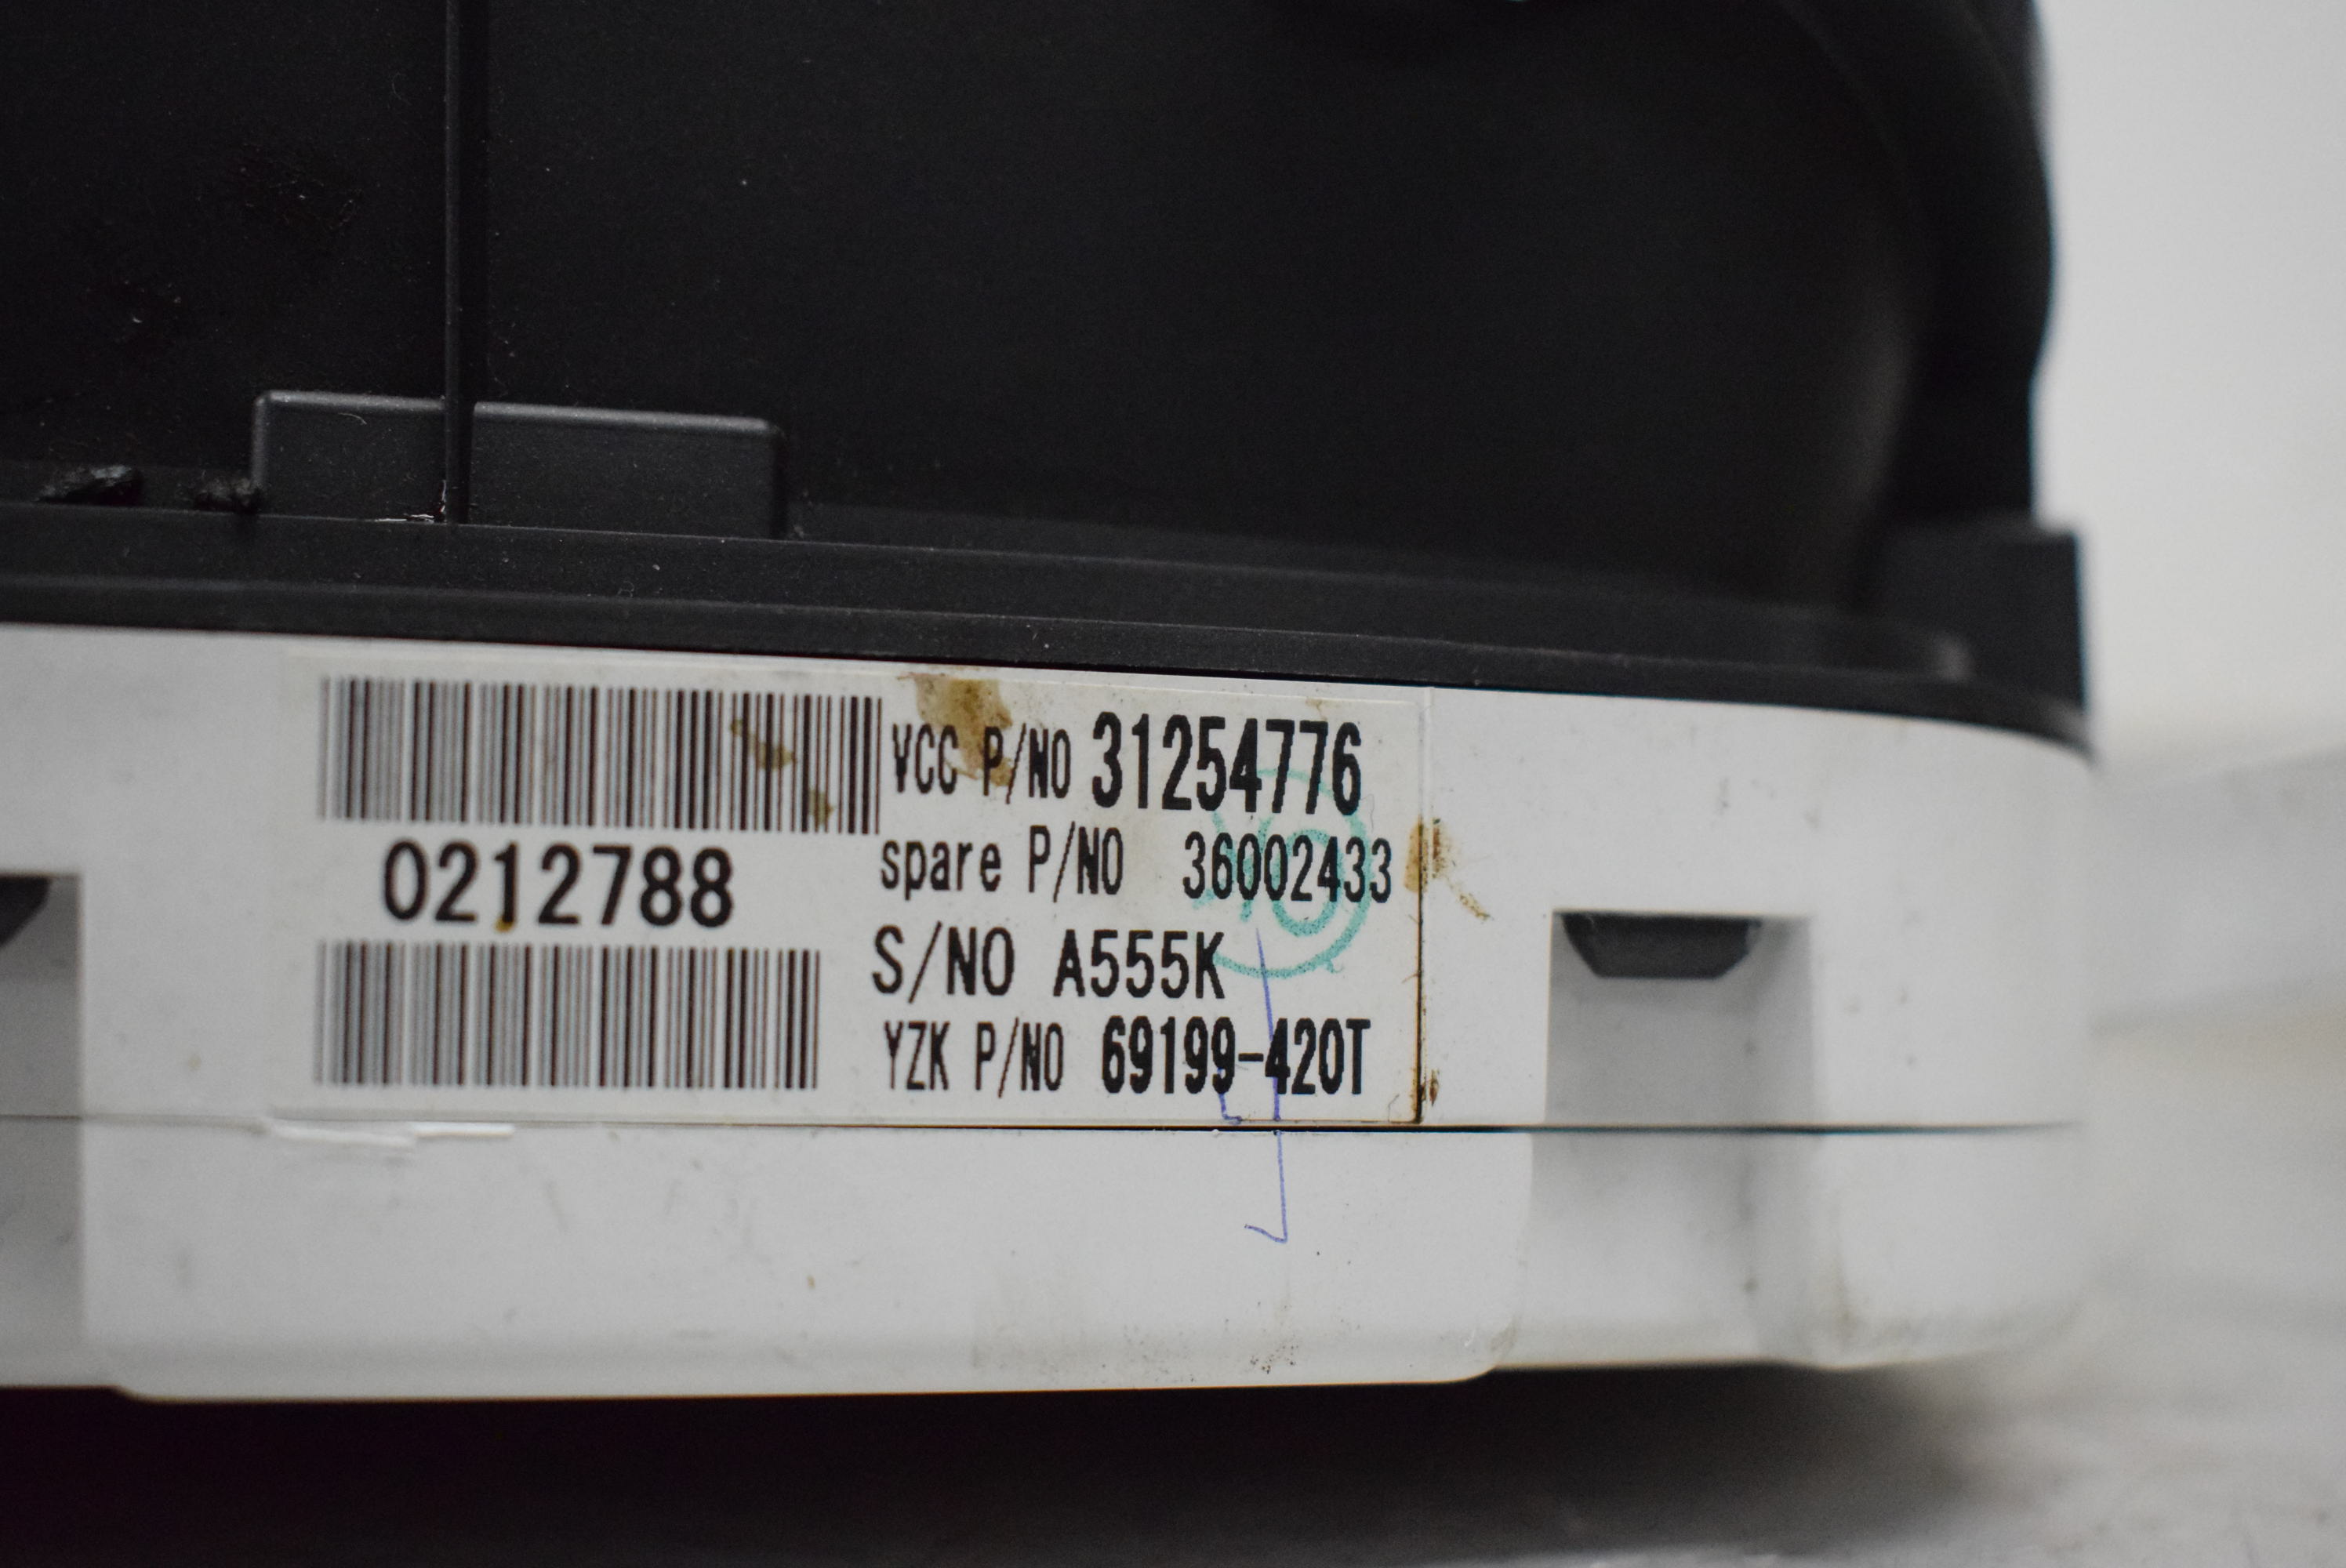 0212788
VCC P/NO 31254776
spare P/NO 36002433
S/NO A555K
YZK P/NO 69199-420T